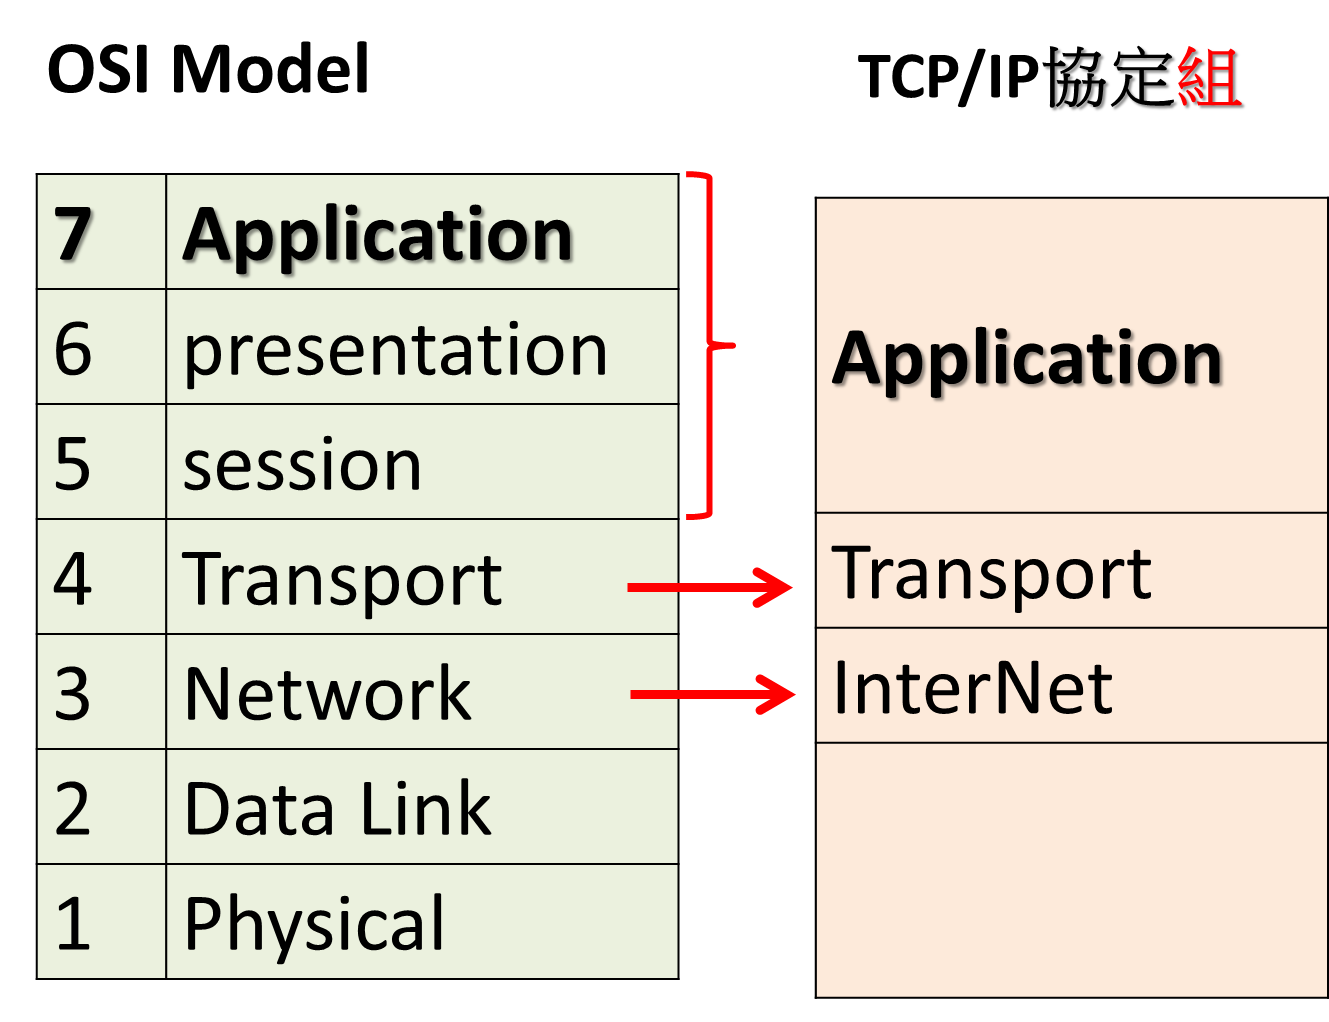 OSI Model
TCP/IP協定組
7 Application
6 presentation
5 session
4 Transport
3 Network
2 Data Link
1 Physical
Application
Transport
InterNet